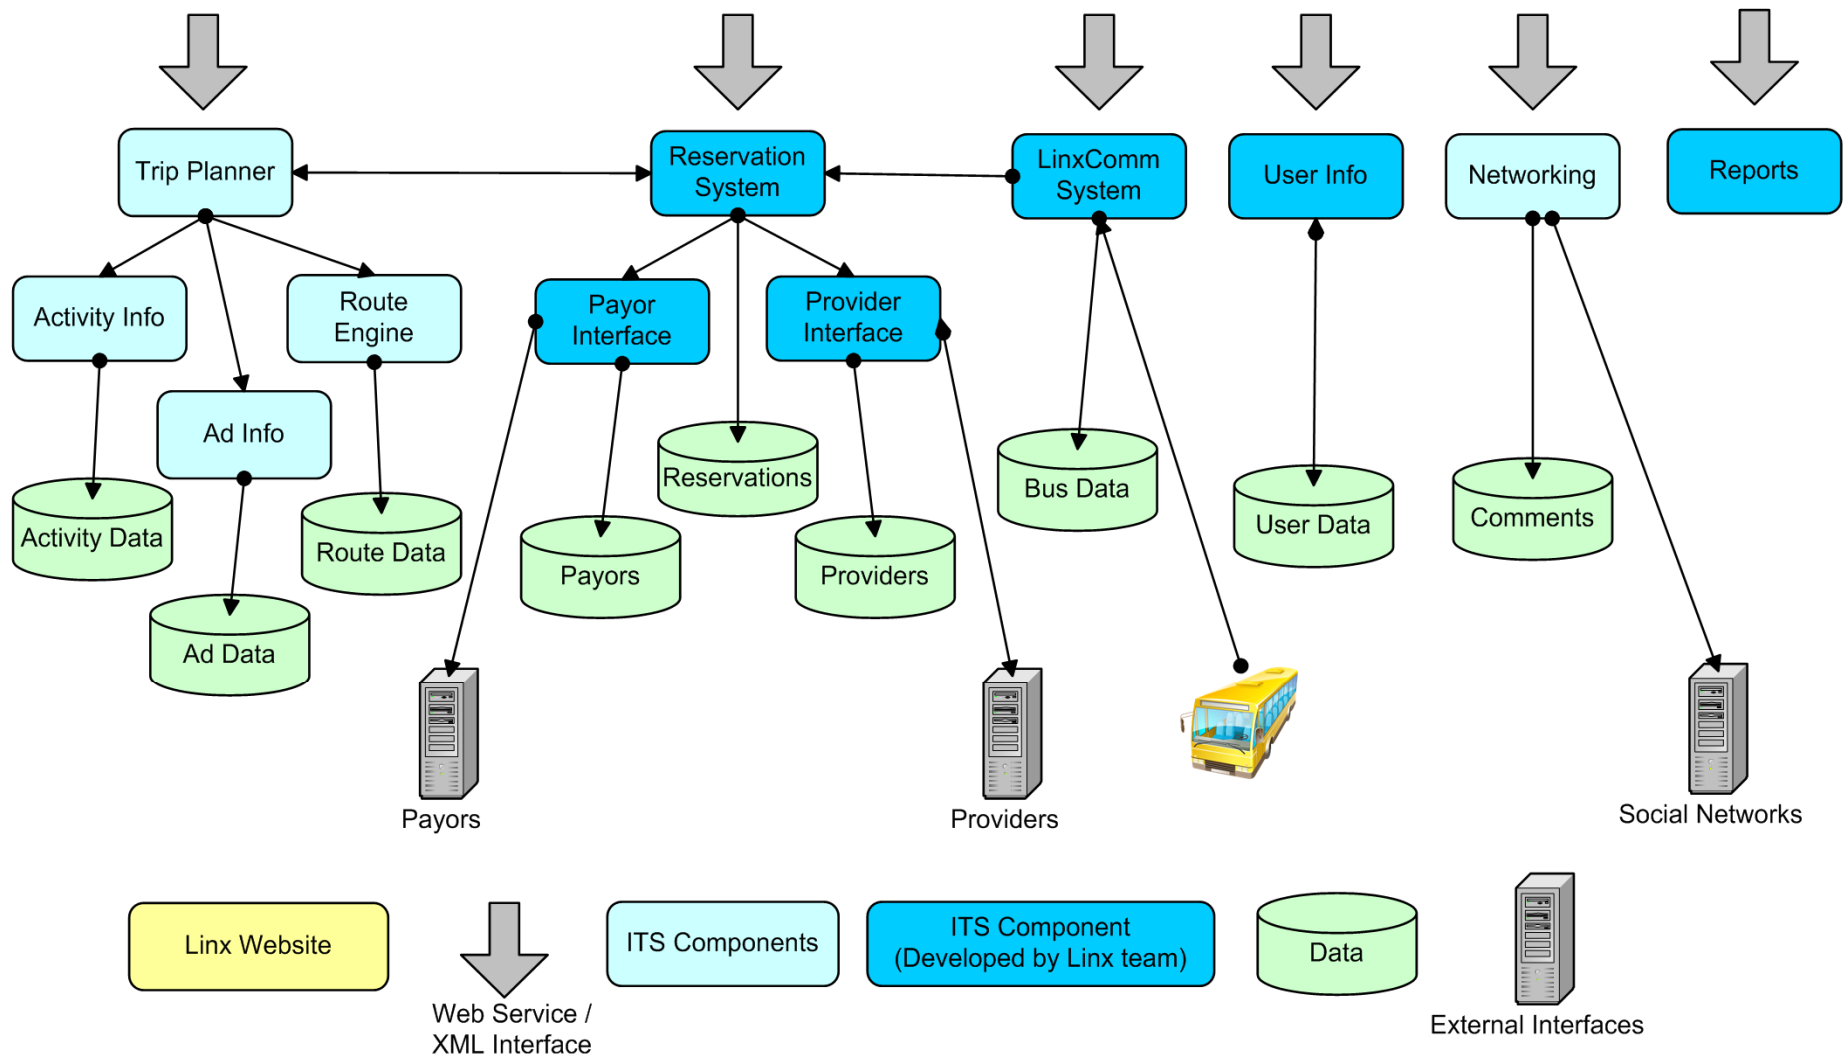 Trip Planner
Reservation
System
LinxComm
System
User Info
Networking
Reports
Activity Info
Route
Engine
Payor
Interface
Provider
Interface
Ad Info
Reservations
Bus Data
Activity Data
Route Data
Payors
Providers
User Data
Comments
Ad Data
Payors
Providers
Social Networks
Linx Website
Web Service /
XML Interface
ITS Components
ITS Component
(Developed by Linx team)
Data
External Interfaces